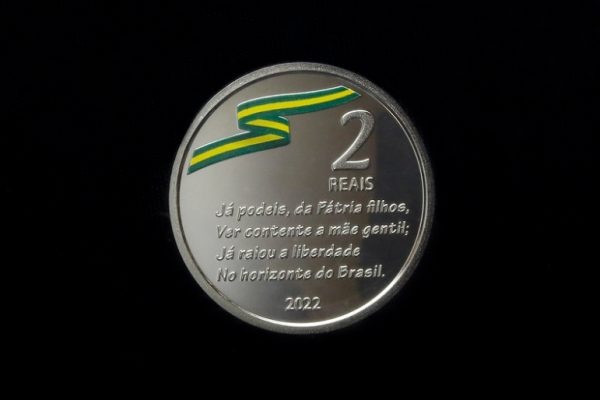 2
REAIS
Já podeis, da Pátria filhos,
Ver contente a mãe gentil;
Já raiou a liberdade
No horizonte do Brasil.
2022